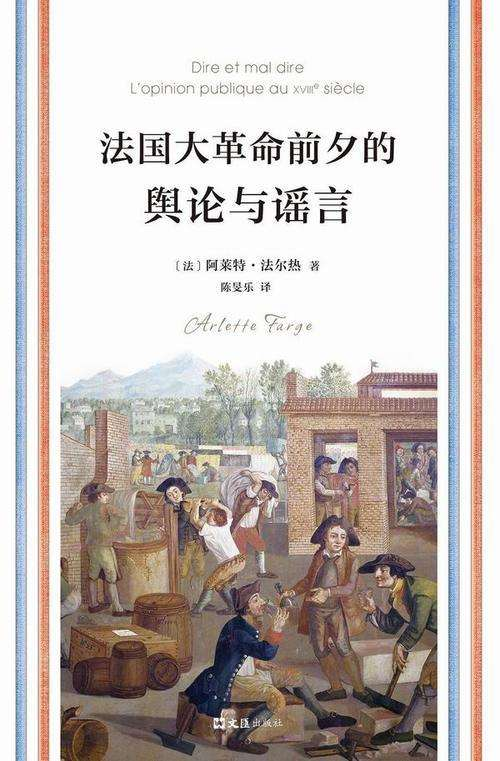 Dire et mal dire
L'opinion publique au XVIIIe siècle
法国大革命前夕的
舆论与谣言
〔法〕阿莱特·法尔热 著
陈旻乐 译
Arlette Farge
文匯出版社